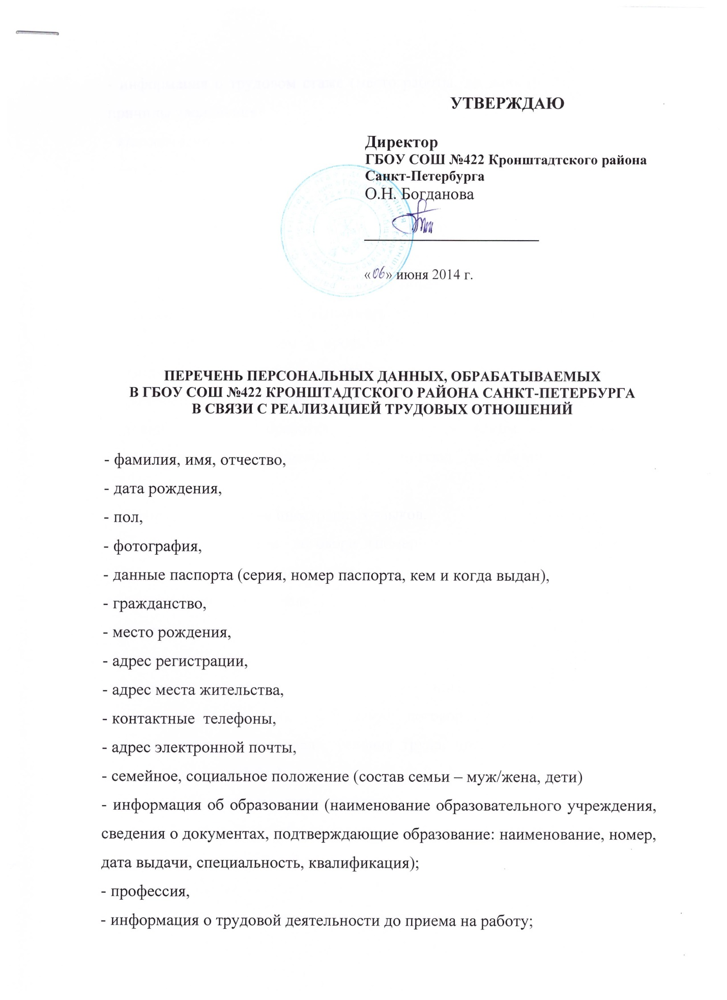 УТВЕРЖДАЮ
Директор
ГБОУ СОШ №422 Кронштадтского района
Санкт-Петербурга
О.Н. Богданова
«06» июня 2014 г.
ПЕРЕЧЕНЬ ПЕРСОНАЛЬНЫХ ДАННЫХ, ОБРАБАТЫВАЕМЫХ
В ГБОУ СОШ №422 КРОНШТАДТСКОГО РАЙОНА САНКТ-ПЕТЕРБУРГА
В СВЯЗИ С РЕАЛИЗАЦИЕЙ ТРУДОВЫХ ОТНОШЕНИЙ
- фамилия, имя, отчество,
- дата рождения,
- пол,
- фотография,
- данные паспорта (серия, номер паспорта, кем и когда выдан),
- гражданство,
- место рождения,
- адрес регистрации,
- адрес места жительства,
- контактные  телефоны,
- адрес электронной почты,
- семейное, социальное положение (состав семьи – муж/жена, дети)
- информация об образовании (наименование образовательного учреждения,
сведения о документах, подтверждающие образование: наименование, номер,
дата выдачи, специальность, квалификация);
- профессия,
- информация о трудовой деятельности до приема на работу;